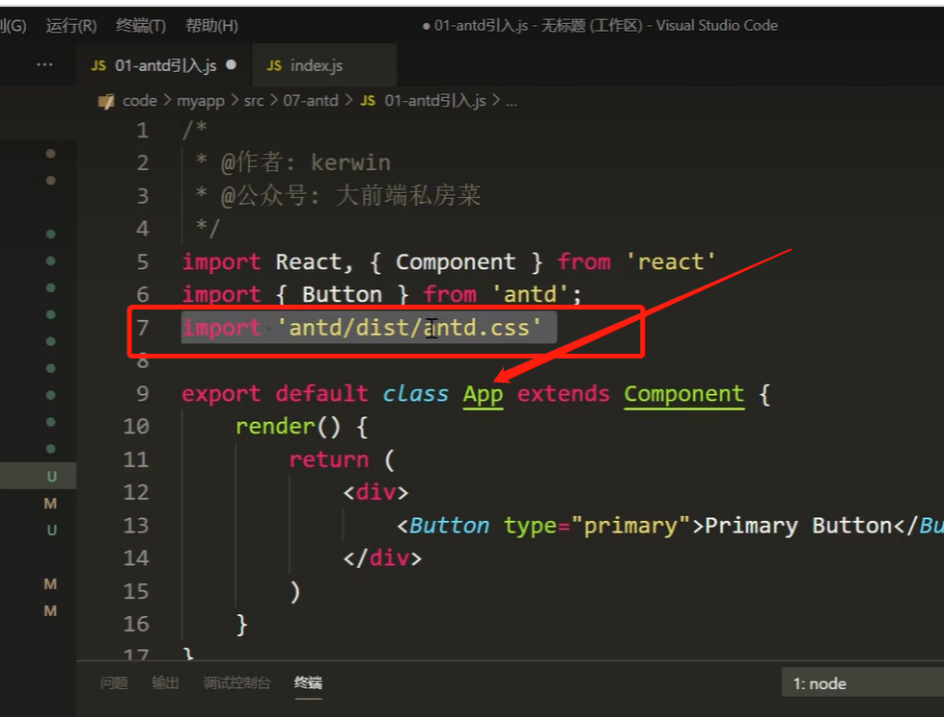 运行(R) 终端(T) 帮助(H) ● 01-antd引入.js - 无标题 (工作区) - Visual Studio Code
··· JS 01-antd引入.js ● JS index.js
code > myapp > src > 07-antd > JS 01-antd引入.js > ...
1 /*
2 * @作者: kerwin
3 * @公众号: 大前端私房菜
4 */
5 import React, { Component } from 'react'
6 import { Button } from 'antd';
7 import 'antd/dist/antd.css'
8
9 export default class App extends Component {
10 render() {
11 return (
12 <div>
13 <Button type="primary">Primary Button</Bu
14 </div>
15 )
16 }
17 }
U
M
U
M
M
问题 输出 调试控制台 终端 1: node